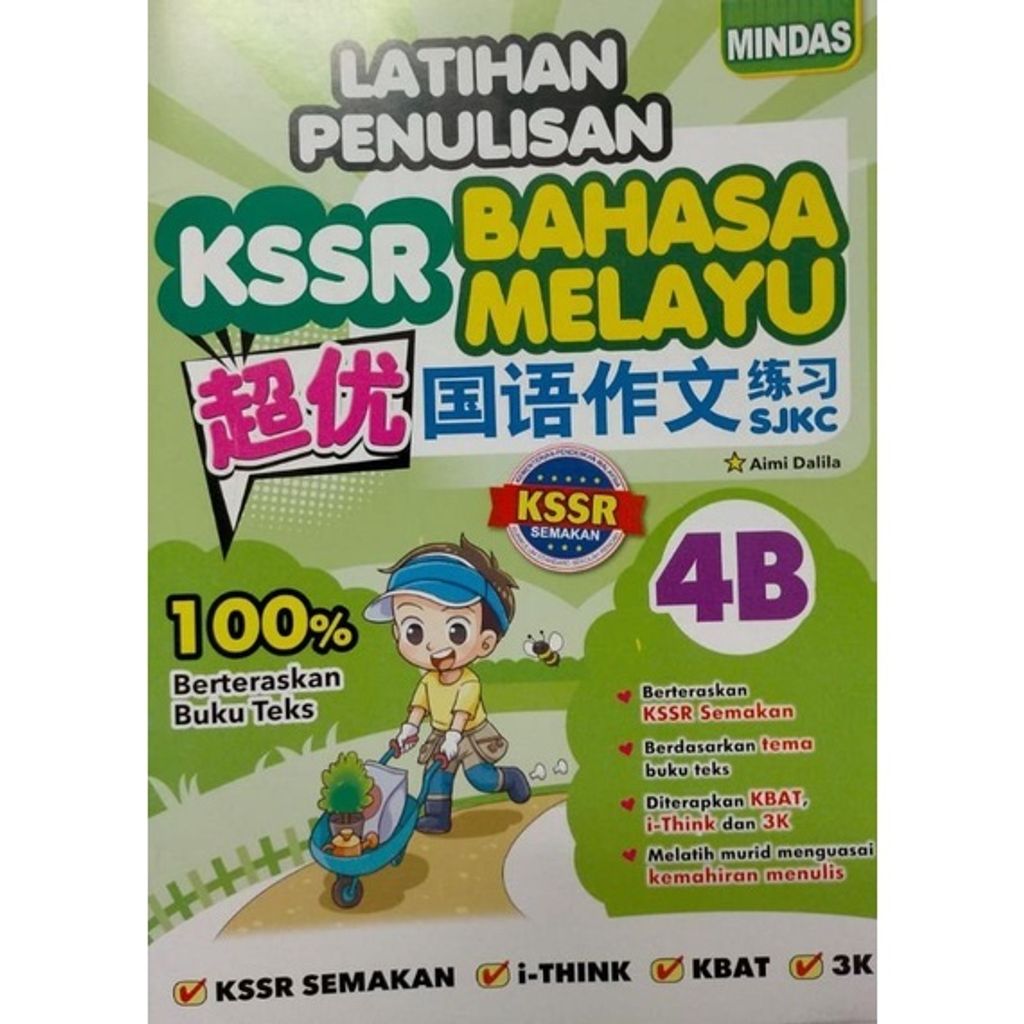 MINDAS
LATIHAN
PENULISAN
KSSR
BAHASA
MELAYU
超优
国语作文
练习
SJKC
Aimi Dalila
KSSR
SEMAKAN
4B
100%
Berteraskan
Buku Teks
Berteraskan
KSSR Semakan
Berdasarkan tema
buku teks
Diterapkan KBAT,
i-Think dan 3K
Melatih murid menguasai
kemahiran menulis
KSSR SEMAKAN
i-THINK
KBAT
3K